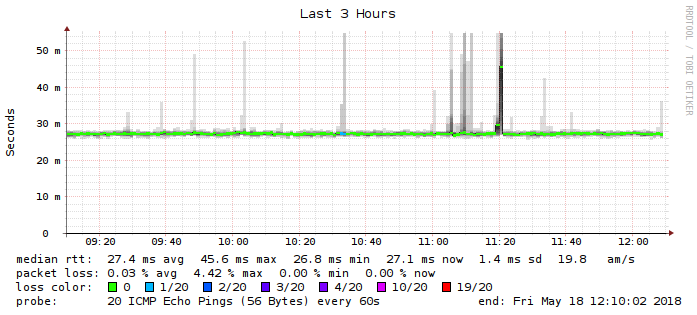 Last 3 Hours
RRDTOOL / TOBI OETIKER
Seconds
50 m
40 m
30 m
20 m
10 m
0
09:20 09:40 10:00 10:20 10:40 11:00 11:20 11:40 12:00
median rtt: 27.4 ms avg 45.6 ms max 26.8 ms min 27.1 ms now 1.4 ms sd 19.8 am/s
packet loss: 0.03 % avg 4.42 % max 0.00 % min 0.00 % now
loss color: 0 1/20 2/20 3/20 4/20 10/20 19/20
probe: 20 ICMP Echo Pings (56 Bytes) every 60s end: Fri May 18 12:10:02 2018